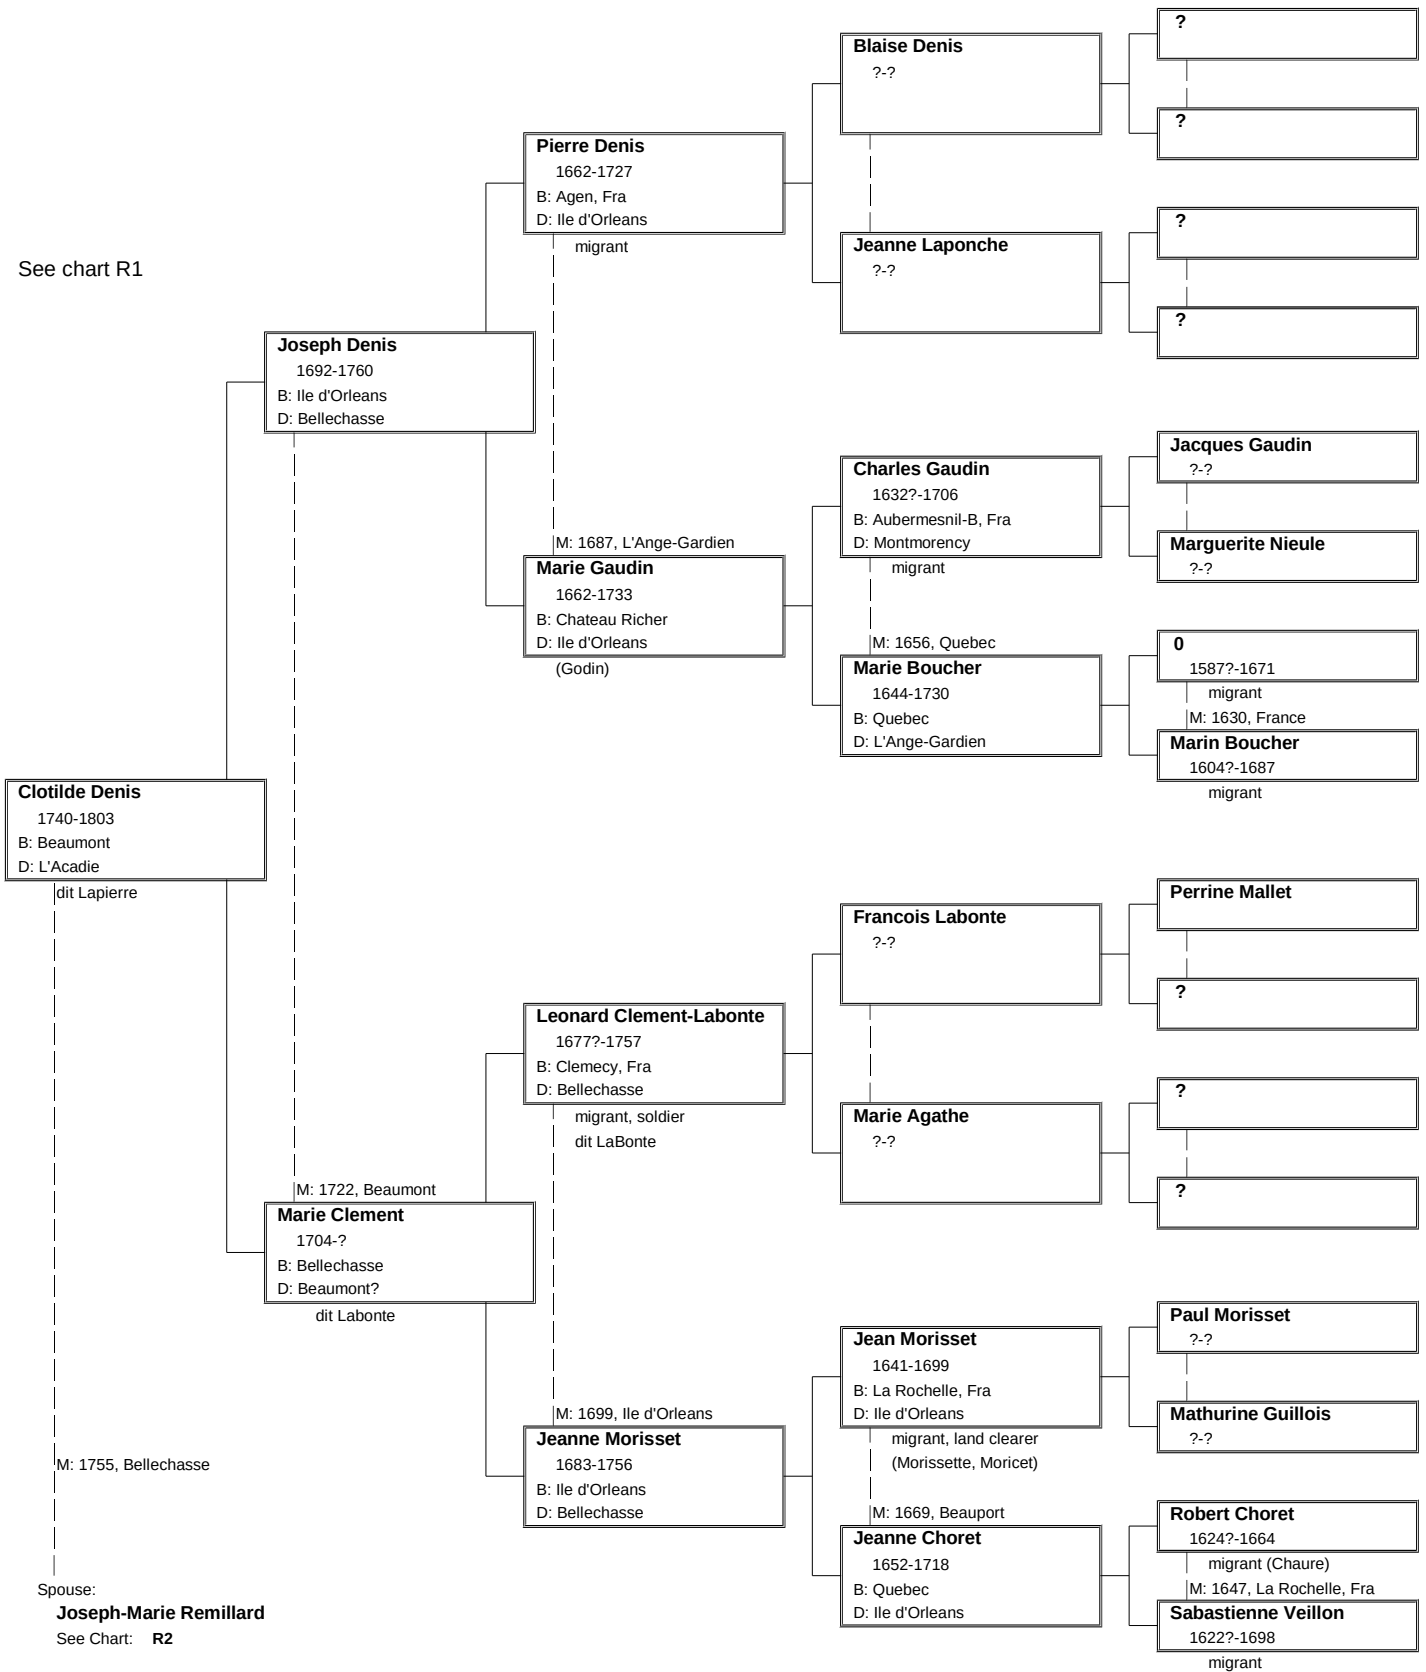 See chart R1
Clotilde Denis
1740-1803
B: Beaumont
D: L'Acadie
dit Lapierre
M: 1755, Bellechasse
Spouse:
Joseph-Marie Remillard
See Chart: R2
Joseph Denis
1692-1760
B: Ile d'Orleans
D: Bellechasse
M: 1722, Beaumont
Marie Clement
1704-?
B: Bellechasse
D: Beaumont?
dit Labonte
Pierre Denis
1662-1727
B: Agen, Fra
D: Ile d'Orleans
migrant
M: 1687, L'Ange-Gardien
Marie Gaudin
1662-1733
B: Chateau Richer
D: Ile d'Orleans
(Godin)
Leonard Clement-Labonte
1677?-1757
B: Clemecy, Fra
D: Bellechasse
migrant, soldier
dit LaBonte
M: 1699, Ile d'Orleans
Jeanne Morisset
1683-1756
B: Ile d'Orleans
D: Bellechasse
Blaise Denis
?-?
Jeanne Laponche
?-?
Charles Gaudin
1632?-1706
B: Aubermesnil-B, Fra
D: Montmorency
migrant
M: 1656, Quebec
Marie Boucher
1644-1730
B: Quebec
D: L'Ange-Gardien
Francois Labonte
?-?
Marie Agathe
?-?
Jean Morisset
1641-1699
B: La Rochelle, Fra
D: Ile d'Orleans
migrant, land clearer
(Morissette, Moricet)
M: 1669, Beauport
Jeanne Choret
1652-1718
B: Quebec
D: Ile d'Orleans
?
?
?
?
Jacques Gaudin
?-?
Marguerite Nieule
?-?
0
1587?-1671
migrant
M: 1630, France
Marin Boucher
1604?-1687
migrant
Perrine Mallet
?
?
?
Paul Morisset
?-?
Mathurine Guillois
?-?
Robert Choret
1624?-1664
migrant (Chaure)
M: 1647, La Rochelle, Fra
Sabastienne Veillon
1622?-1698
migrant